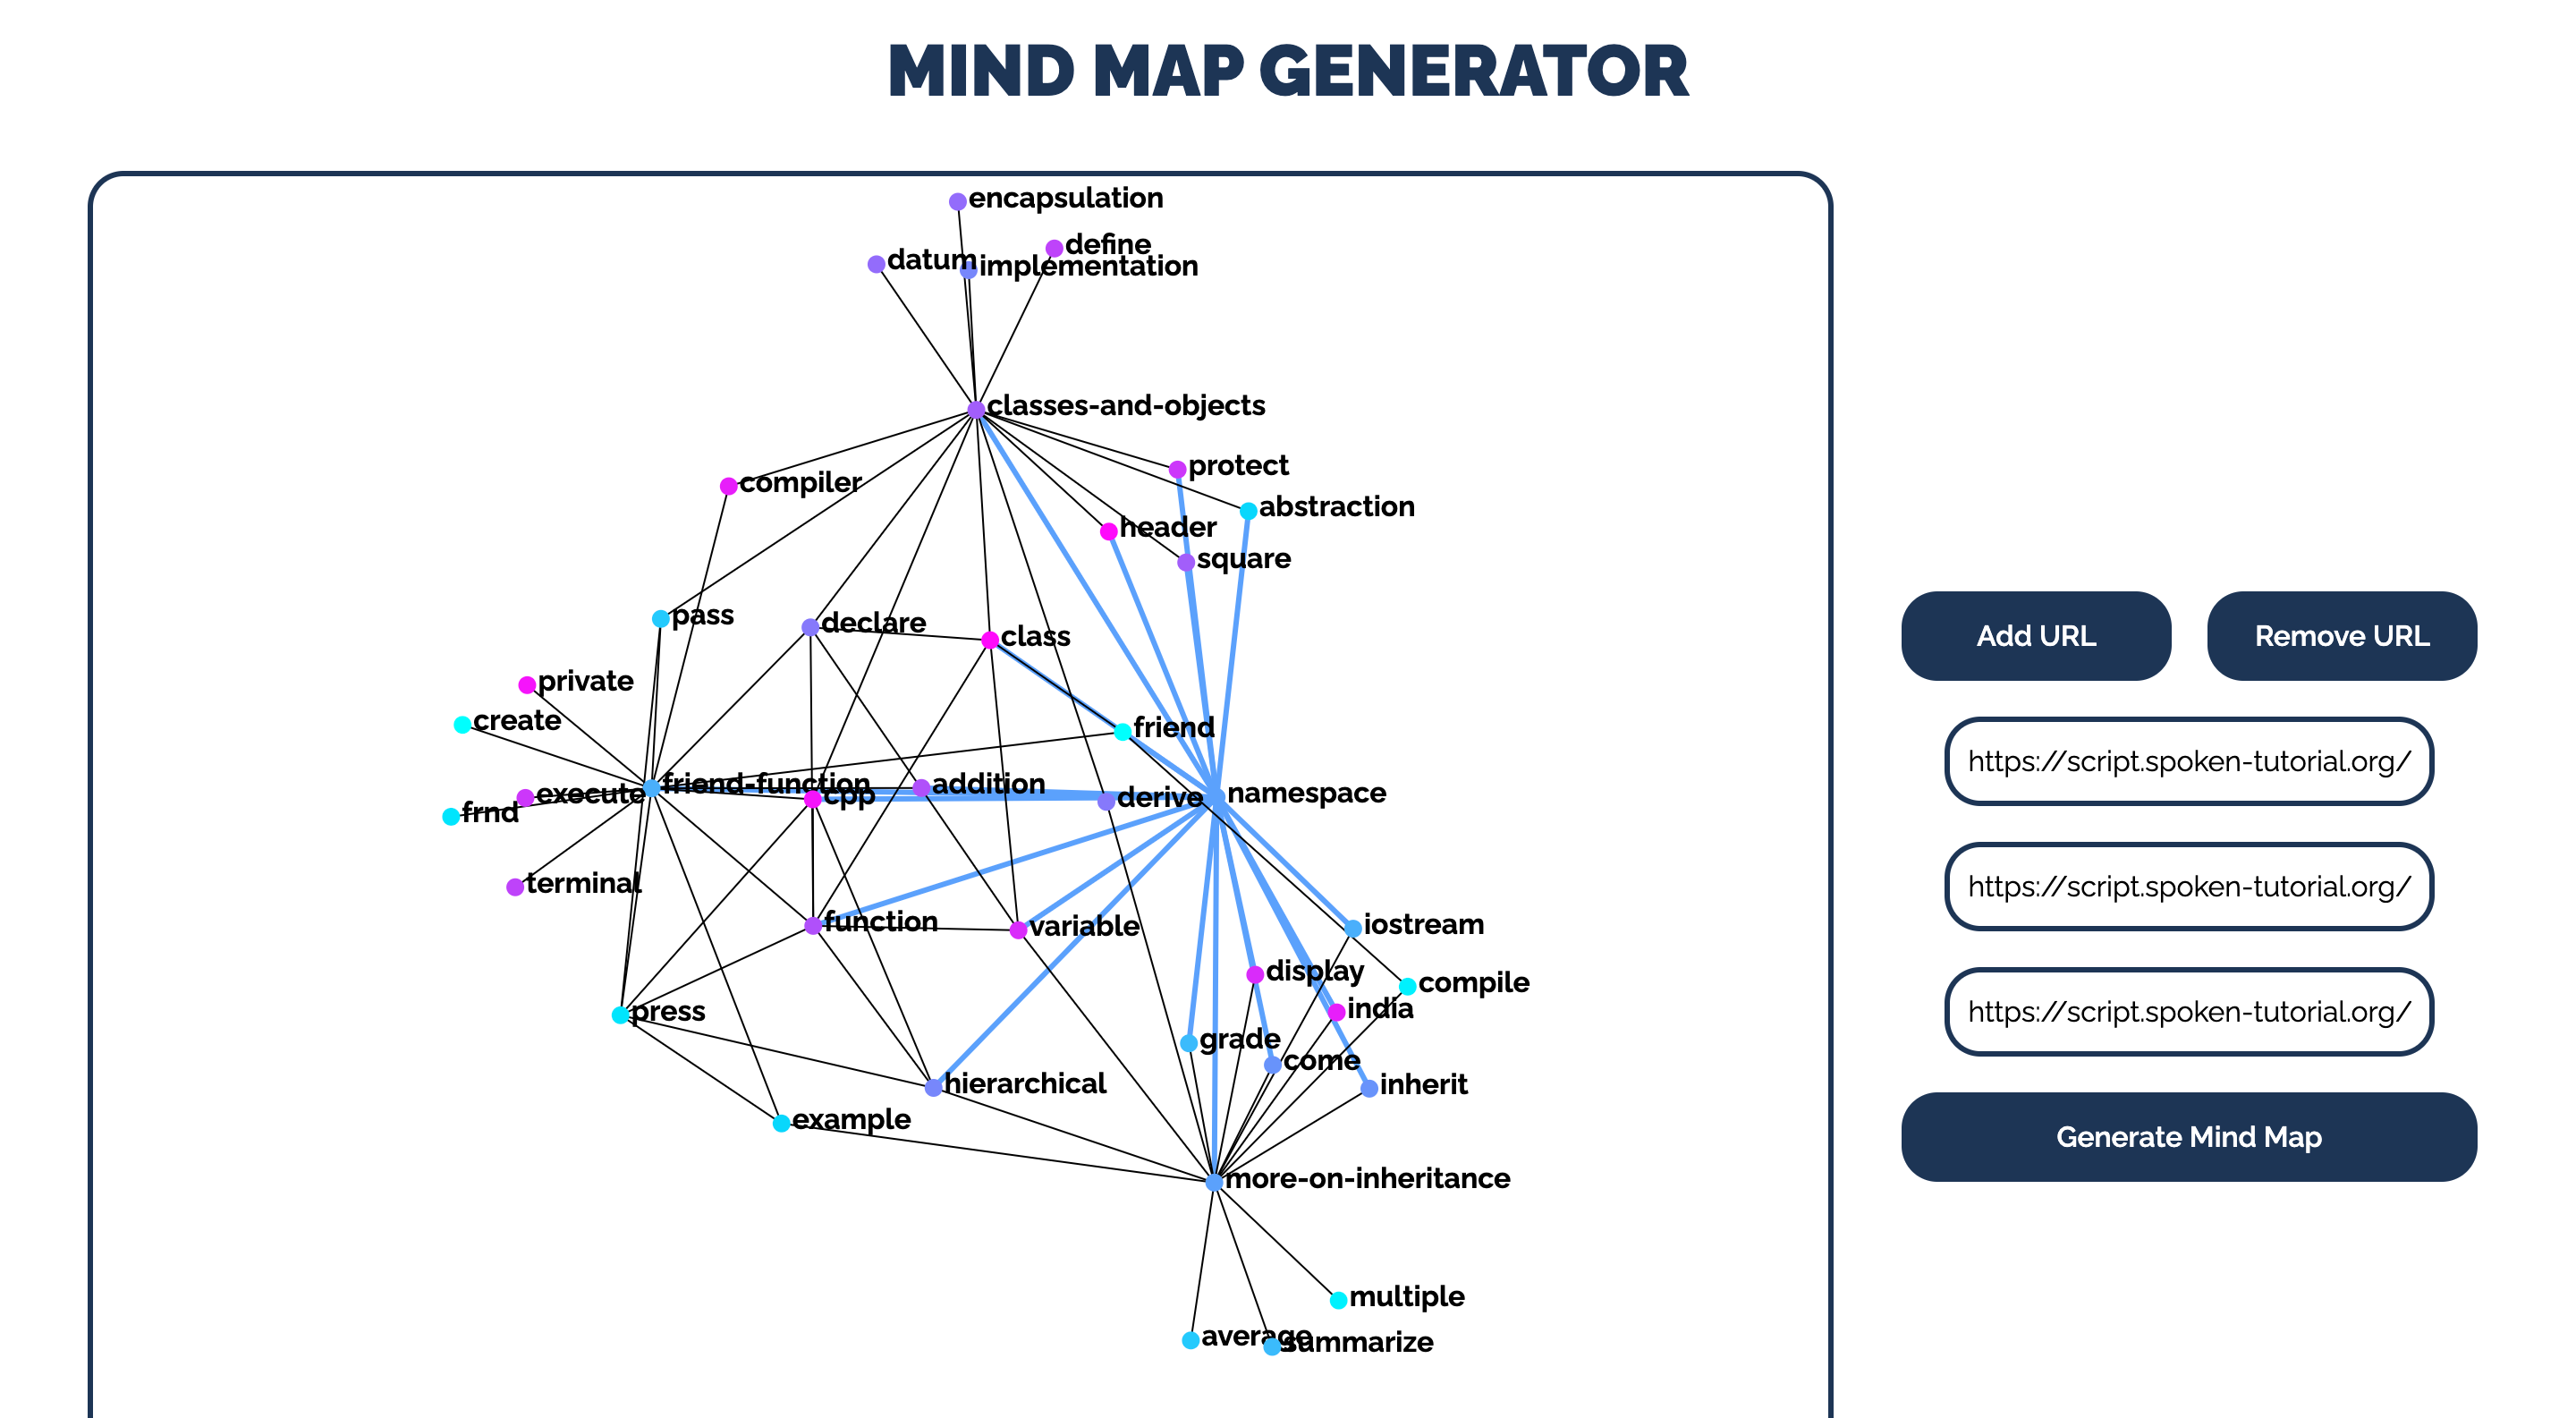 MIND MAP GENERATOR
encapsulation
define
datum
implementation
classes-and-objects
protect
compiler
abstraction
header
square
pass
declare
class
private
create
friend
friend-function
addition
execute
cpp
derive
namespace
frnd
terminal
function
variable
iostream
display
compile
press
india
grade
come
hierarchical
inherit
example
more-on-inheritance
multiple
average
summarize
Add URL
Remove URL
https://script.spoken-tutorial.org/
https://script.spoken-tutorial.org/
https://script.spoken-tutorial.org/
Generate Mind Map